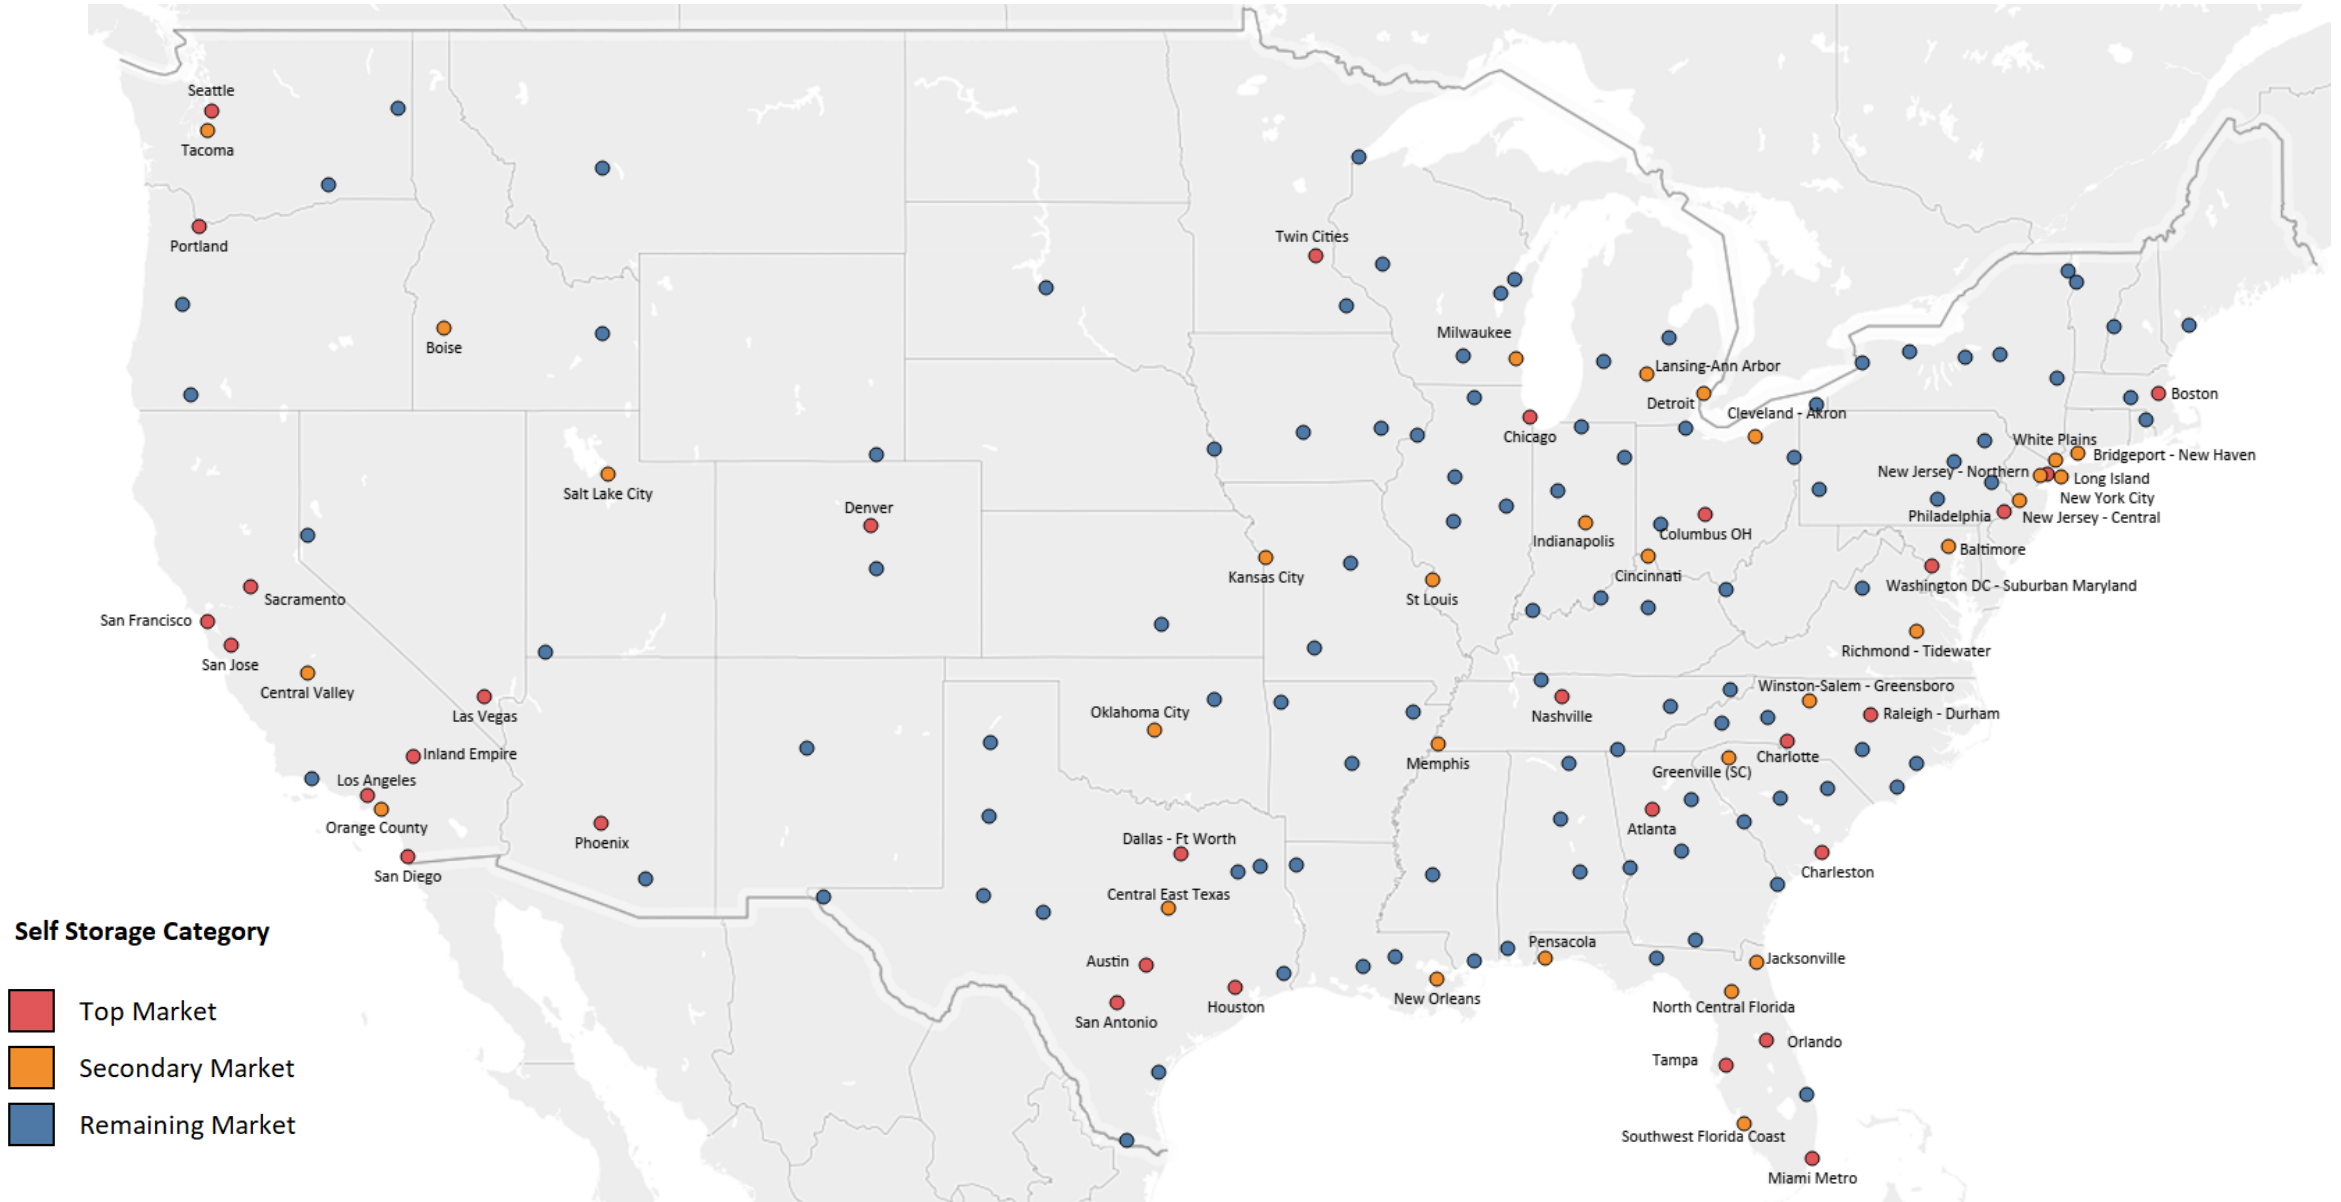 Seattle
Tacoma
Portland
Boise
Twin Cities
Milwaukee
Lansing-Ann Arbor
Detroit
Cleveland - Akron
Boston
Chicago
White Plains
Bridgeport - New Haven
New Jersey - Northern
Long Island
New York City
Philadelphia
New Jersey - Central
Salt Lake City
Denver
Indianapolis
Columbus OH
Baltimore
Kansas City
Cincinnati
Washington DC - Suburban Maryland
St Louis
Sacramento
San Francisco
San Jose
Richmond - Tidewater
Central Valley
Las Vegas
Winston-Salem - Greensboro
Oklahoma City
Nashville
Raleigh - Durham
Inland Empire
Memphis
Charlotte
Greenville (SC)
Los Angeles
Orange County
Phoenix
Dallas - Ft Worth
Atlanta
San Diego
Charleston
Central East Texas
Self Storage Category
Pensacola
Austin
Jacksonville
New Orleans
Houston
North Central Florida
Top Market
San Antonio
Orlando
Tampa
Secondary Market
Remaining Market
Southwest Florida Coast
Miami Metro